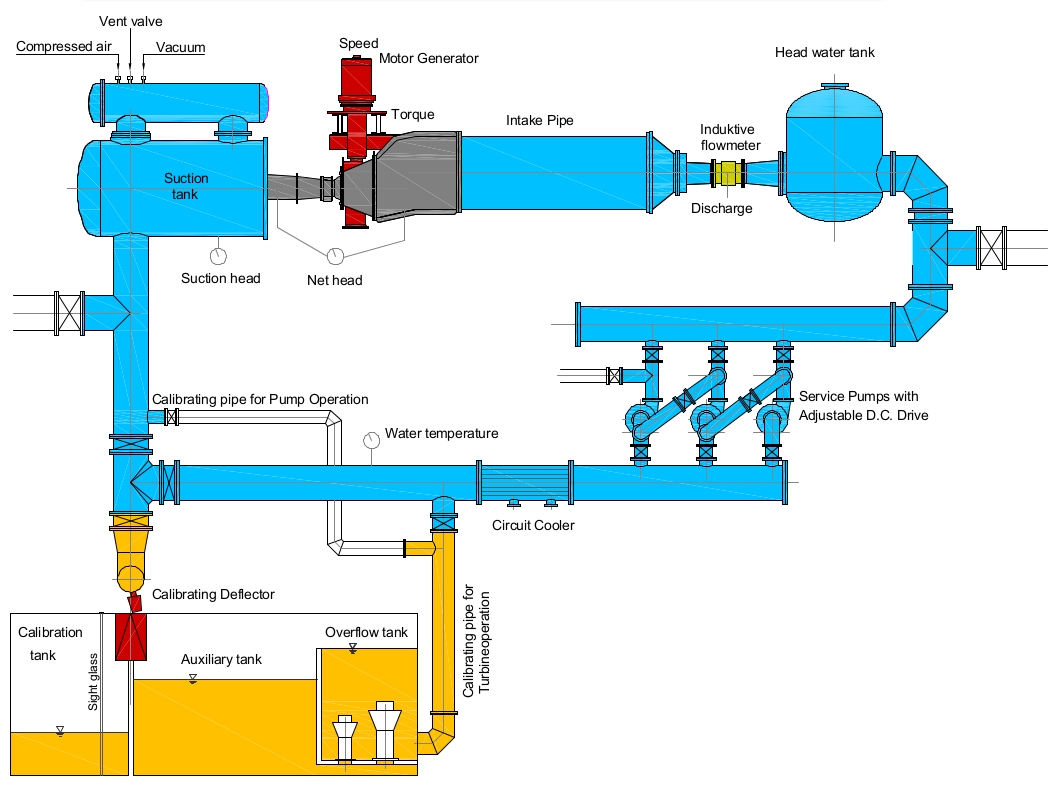 Vent valve
Compressed air
Vacuum
Speed
Motor Generator
Torque
Head water tank
Intake Pipe
Induktive
flowmeter
Suction
tank
Discharge
Suction head
Net head
Calibrating pipe for Pump Operation
Service Pumps with
Adjustable D.C. Drive
Water temperature
Circuit Cooler
Calibrating Deflector
Calibrating pipe for
Turbineoperation
Calibration
tank
Sight glass
Auxiliary tank
Overflow tank